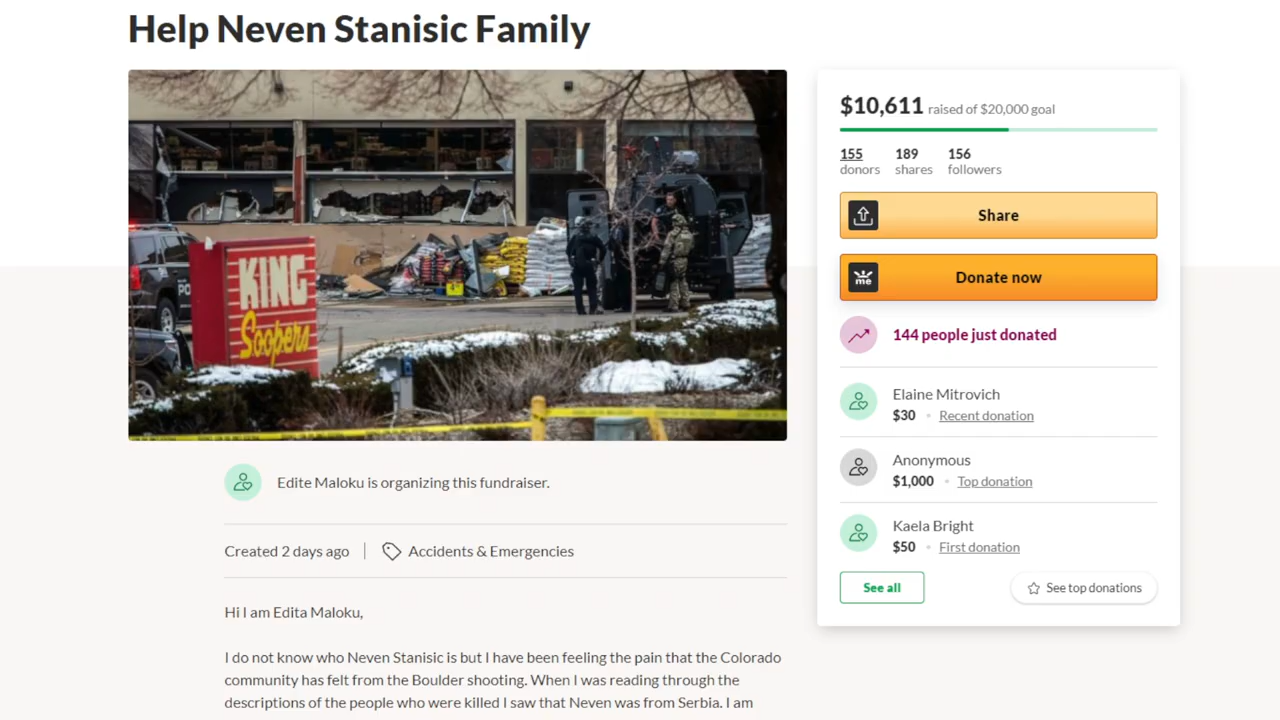 Help Neven Stanisic Family
KING
Soopers
PO
$10,611 raised of $20,000 goal
155 189 156
donors shares followers
Share
me Donate now
144 people just donated
Elaine Mitrovich
$30 • Recent donation
Anonymous
$1,000 • Top donation
Kaela Bright
$50 • First donation
See all See top donations
Edite Maloku is organizing this fundraiser.
Created 2 days ago | Accidents & Emergencies
Hi I am Edita Maloku,
I do not know who Neven Stanisic is but I have been feeling the pain that the Colorado
community has felt from the Boulder shooting. When I was reading through the
descriptions of the people who were killed I saw that Neven was from Serbia. I am